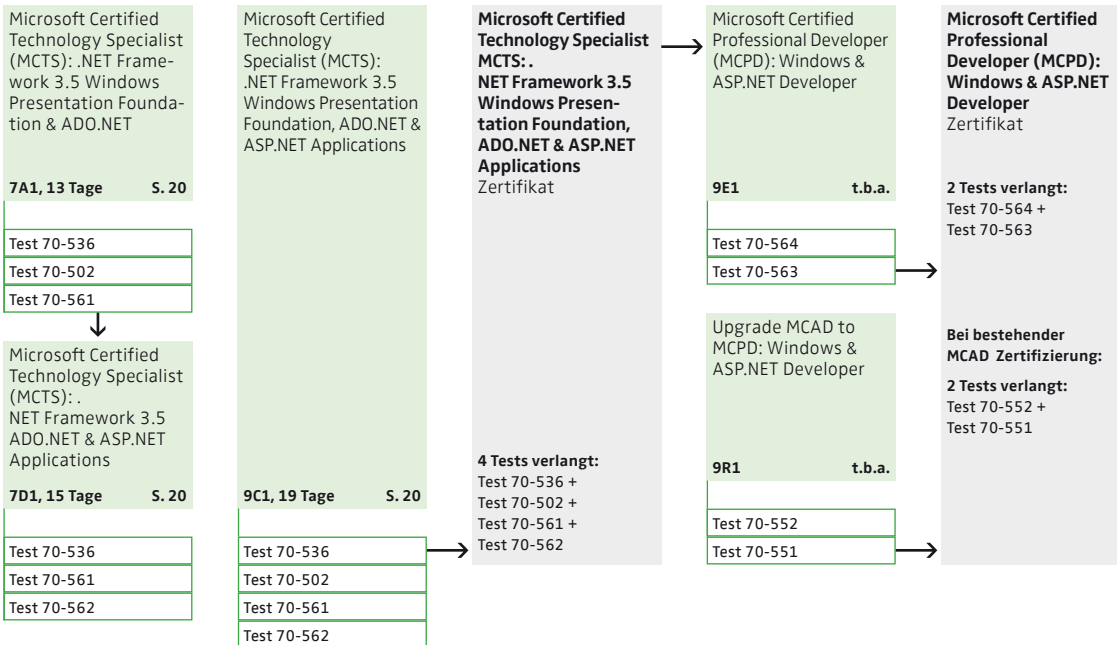 Microsoft Certified
Technology Specialist
(MCTS): .NET Frame-
work 3.5 Windows
Presentation Founda-
tion & ADO.NET
7A1, 13 Tage S. 20
Test 70-536
Test 70-502
Test 70-561
Microsoft Certified
Technology Specialist
(MCTS): .
NET Framework 3.5
ADO.NET & ASP.NET
Applications
7D1, 15 Tage S. 20
Test 70-536
Test 70-561
Test 70-562
Microsoft Certified
Technology
Specialist (MCTS):
.NET Framework 3.5
Windows Presentation
Foundation, ADO.NET &
ASP.NET Applications
9C1, 19 Tage S. 20
Test 70-536
Test 70-502
Test 70-561
Test 70-562
Microsoft Certified
Technology Specialist
MCTS: .
NET Framework 3.5
Windows Presen-
tation Foundation,
ADO.NET & ASP.NET
Applications
Zertifikat
4 Tests verlangt:
Test 70-536 +
Test 70-502 +
Test 70-561 +
Test 70-562
Microsoft Certified
Professional Developer
(MCPD): Windows &
ASP.NET Developer
9E1 t.b.a.
Test 70-564
Test 70-563
Upgrade MCAD to
MCPD: Windows &
ASP.NET Developer
9R1 t.b.a.
Test 70-552
Test 70-551
Microsoft Certified
Professional
Developer (MCPD):
Windows & ASP.NET
Developer
Zertifikat
2 Tests verlangt:
Test 70-564 +
Test 70-563
Bei bestehender
MCAD Zertifizierung:
2 Tests verlangt:
Test 70-552 +
Test 70-551